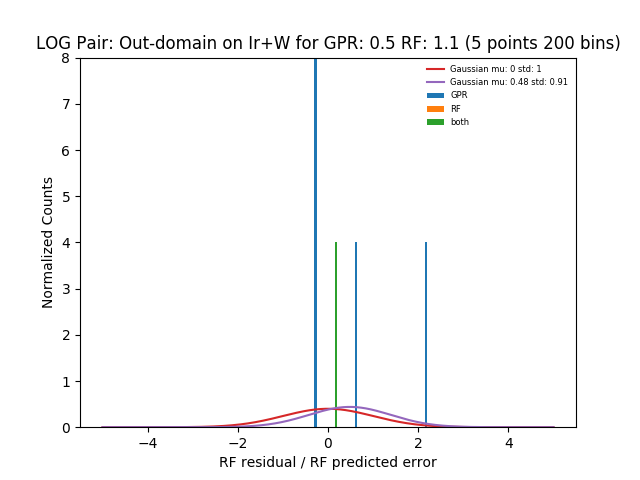 LOG Pair: Out-domain on Ir+W for GPR: 0.5 RF: 1.1 (5 points 200 bins)
Gaussian mu: 0 std: 1
Gaussian mu: 0.48 std: 0.91
GPR
RF
both
Normalized Counts
8
7
6
5
4
3
2
1
0
−4
−2
0
2
4
RF residual / RF predicted error